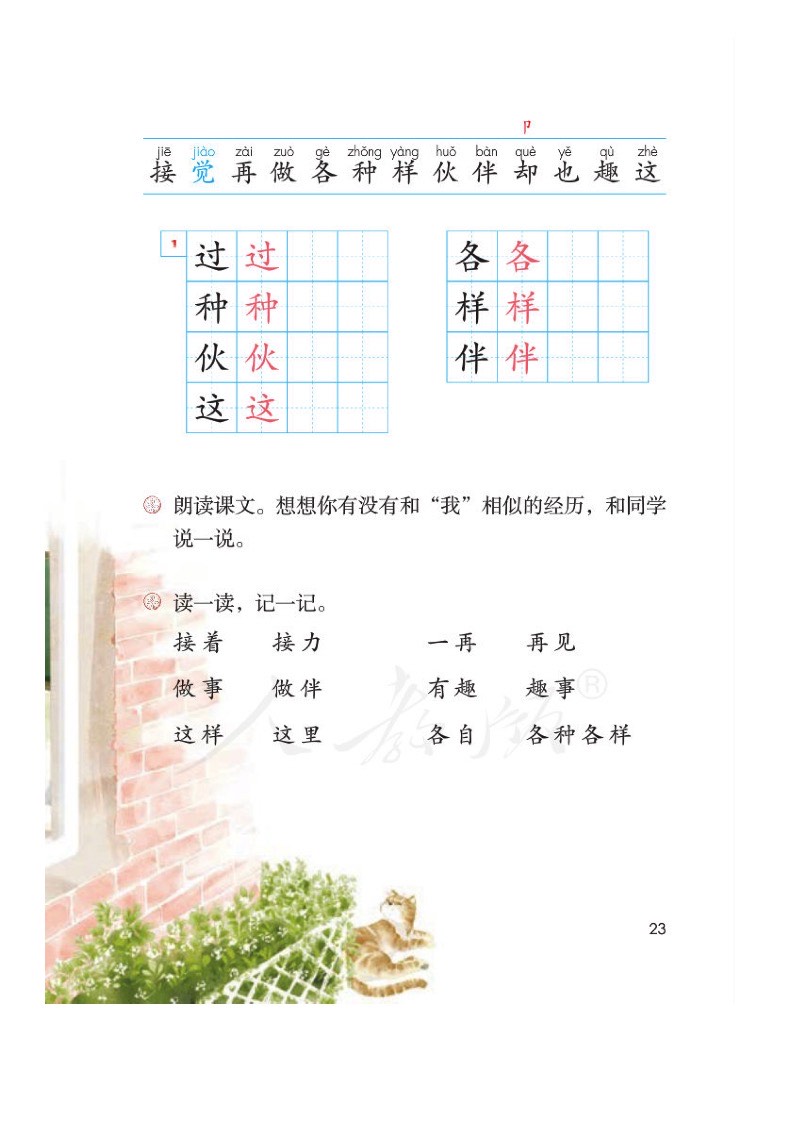 卩
jiē jiào zài zuò gè zhǒng yàng huǒ bàn què yě qù zhè
接 觉 再 做 各 种 样 伙 伴 却 也 趣 这
过 过 各 各
种 种 样 样
伙 伙 伴 伴
这 这
朗读课文。想想你有没有和“我”相似的经历，和同学
说一说。
读一读，记一记。
接着 接力 一再 再见
做事 做伴 有趣 趣事
这样 这里 各自 各种各样
人教版®
23